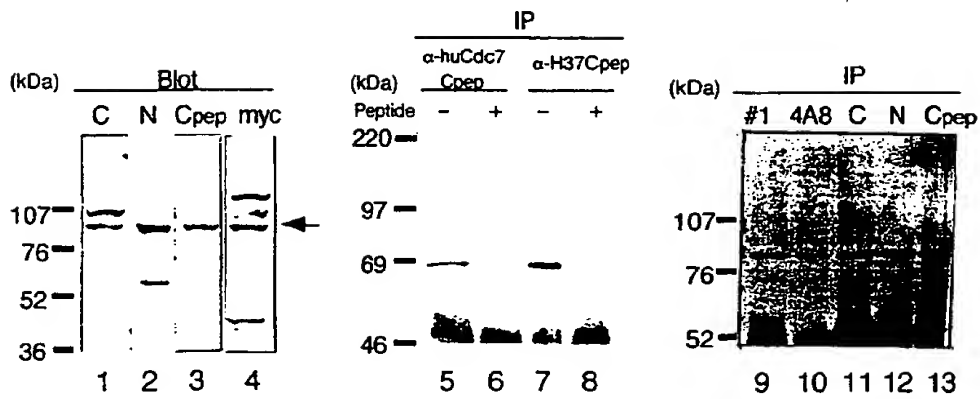 (kDa) Blot
C N Cpep myc
107
76
52
36
1 2 3 4
IP
α-huCdc7 Cpep α-H37Cpep
(kDa)
Peptide − + − +
220
97
69
46
5 6 7 8
IP
(kDa)
#1 4A8 C N Cpep
107
76
52
9 10 11 12 13